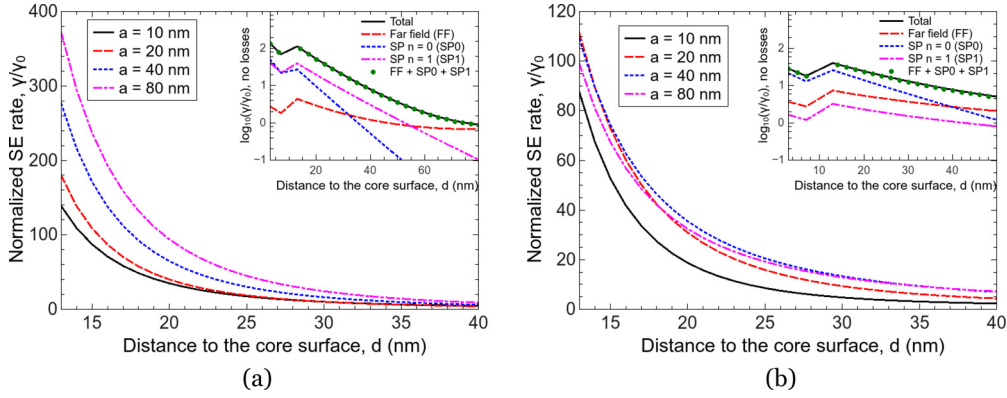 400
300
200
100
0
Normalized SE rate, γ/γ₀
15 20 25 30 35 40
Distance to the core surface, d (nm)
a = 10 nm
a = 20 nm
a = 40 nm
a = 80 nm
2
1
0
-1
log₁₀(γ/γ₀), no losses
20 40 60
Distance to the core surface, d (nm)
Total
Far field (FF)
SP n = 0 (SP0)
SP n = 1 (SP1)
FF + SP0 + SP1
(a)
120
100
80
60
40
20
0
Normalized SE rate, γ/γ₀
15 20 25 30 35 40
Distance to the core surface, d (nm)
a = 10 nm
a = 20 nm
a = 40 nm
a = 80 nm
2
1
0
-1
log₁₀(γ/γ₀), no losses
10 20 30 40
Distance to the core surface, d (nm)
Total
Far field (FF)
SP n = 0 (SP0)
SP n = 1 (SP1)
FF + SP0 + SP1
(b)